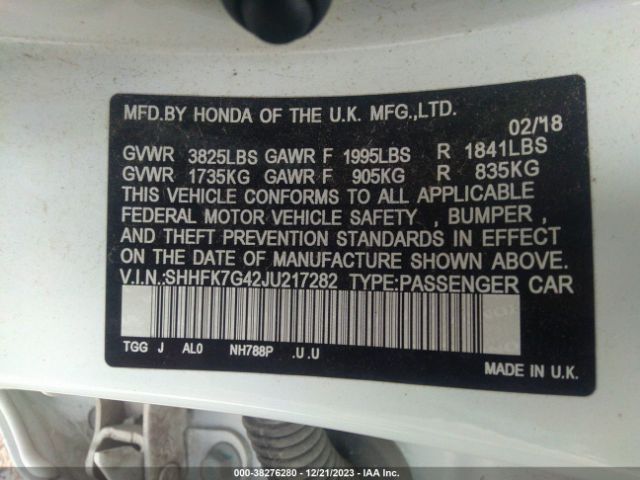 MFD.BY HONDA OF THE U.K. MFG.,LTD.
02/'18
GVWR 3825LBS GAWR F 1995LBS R 1841LBS
GVWR 1735KG GAWR F 905KG R 835KG
THIS VEHICLE CONFORMS TO ALL APPLICABLE
FEDERAL MOTOR VEHICLE SAFETY , BUMPER ,
AND THEFT PREVENTION STANDARDS IN EFFECT
ON THE DATE OF MANUFACTURE SHOWN ABOVE.
V.I.N.:SHHFK7G42JU217282 TYPE:PASSENGER CAR
TGG J AL0 NH788P .U .U
MADE IN U.K.
000-38276280 - 12/21/2023 - IAA Inc.